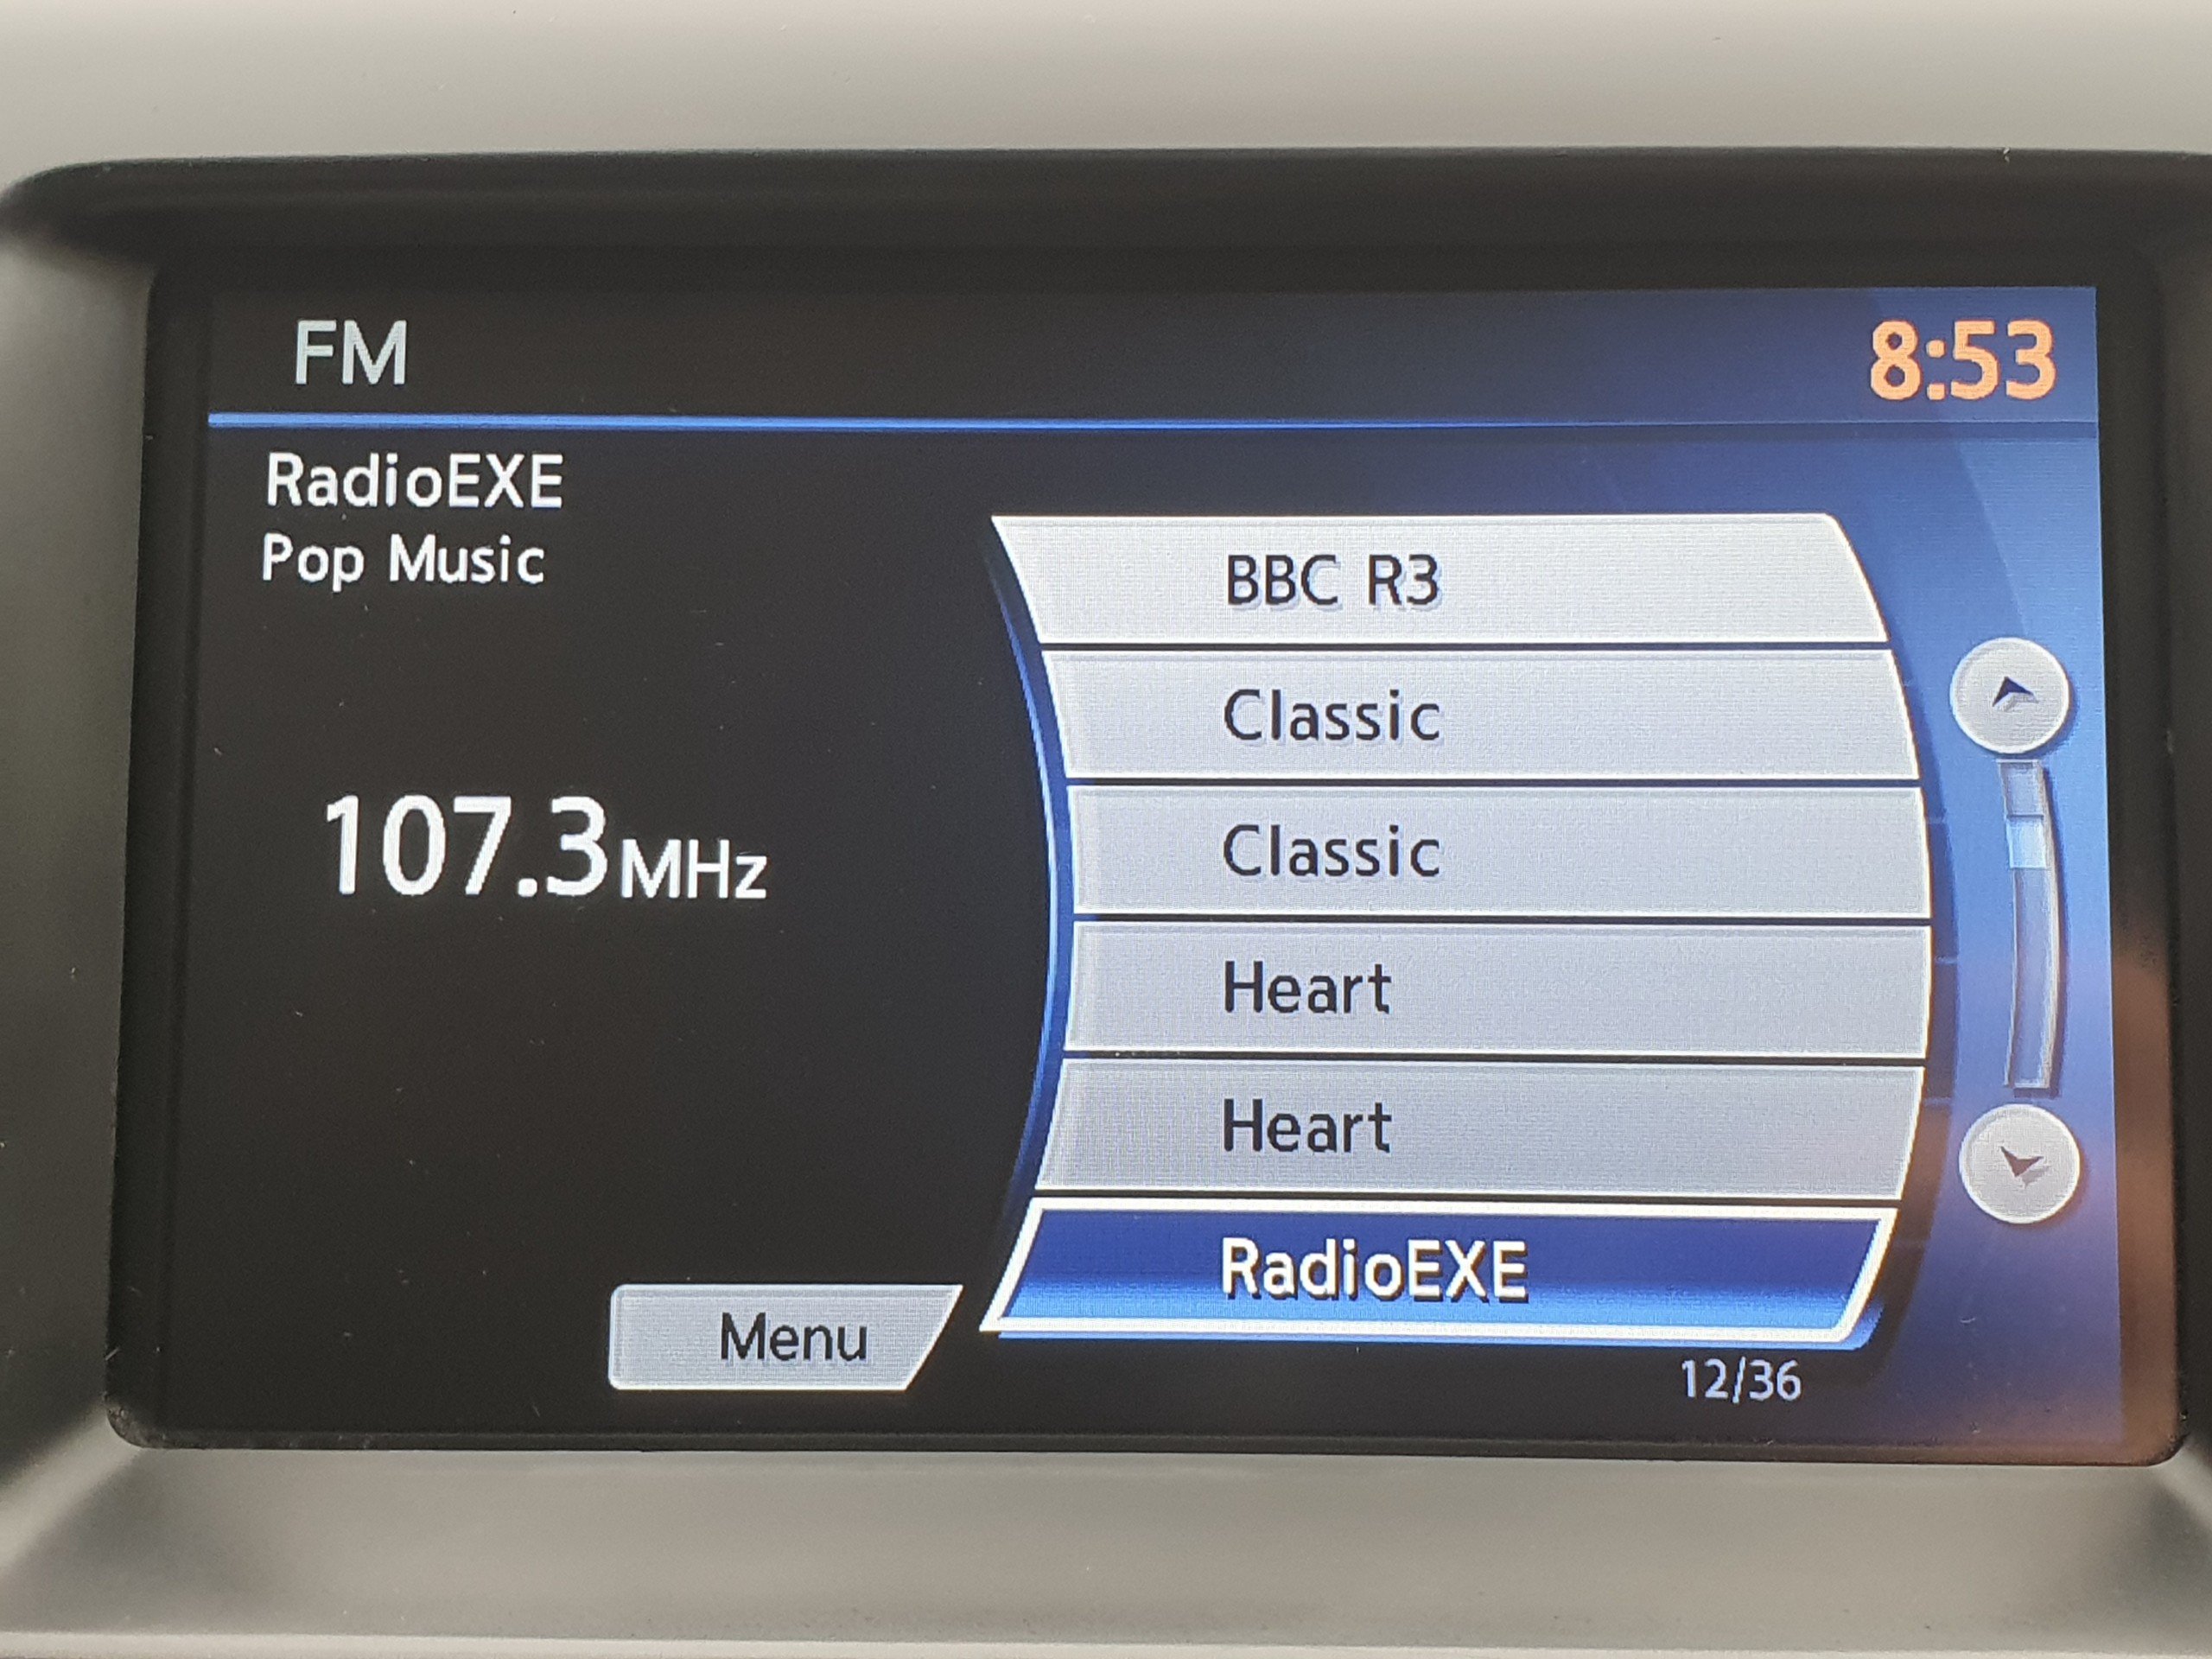 FM
8:53
RadioEXE
Pop Music
107.3MHz
BBC R3
Classic
Classic
Heart
Heart
RadioEXE
Menu
12/36